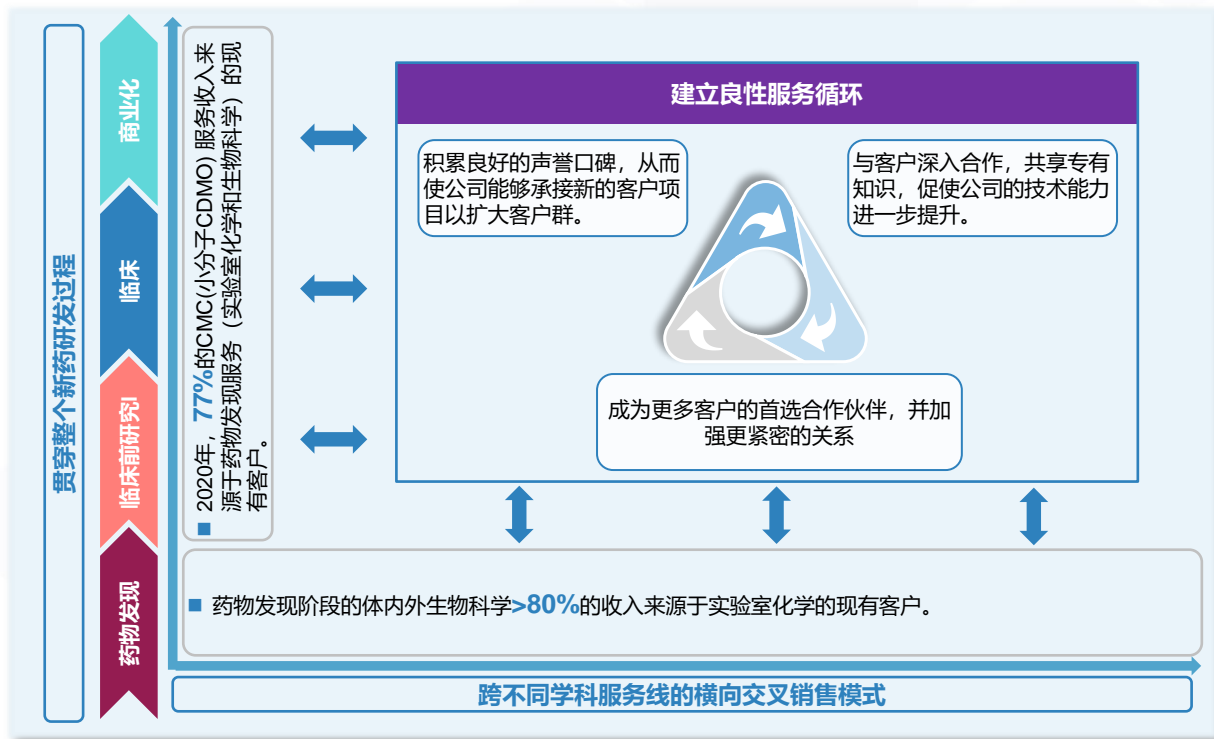 贯穿整个新药研发过程
商业化
临床
临床前研究I
药物发现
■ 2020年，77%的CMC(小分子CDMO) 服务收入来
源于药物发现服务（实验室化学和生物科学）的现
有客户。
建立良性服务循环
积累良好的声誉口碑，从而
使公司能够承接新的客户项
目以扩大客户群。
与客户深入合作，共享专有
知识，促使公司的技术能力
进一步提升。
成为更多客户的首选合作伙伴，并加
强更紧密的关系
■ 药物发现阶段的体内外生物科学>80%的收入来源于实验室化学的现有客户。
跨不同学科服务线的横向交叉销售模式